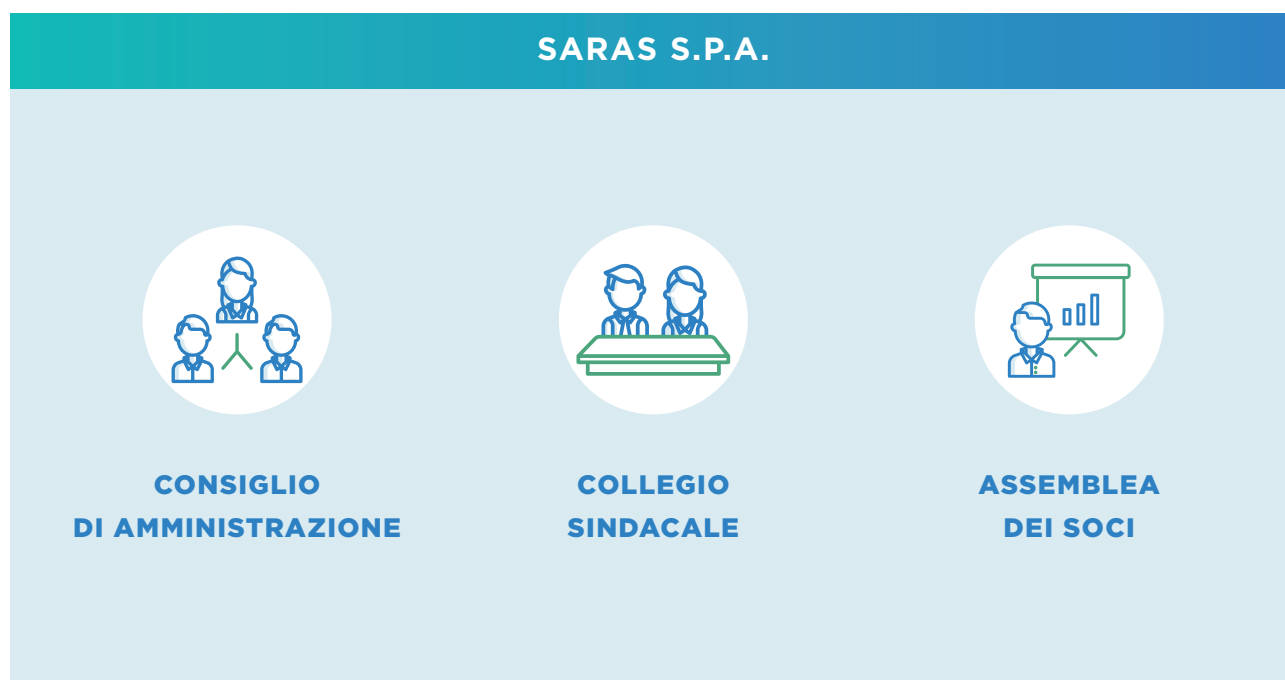 SARAS S.P.A.
CONSIGLIO
DI AMMINISTRAZIONE
COLLEGIO
SINDACALE
ASSEMBLEA
DEI SOCI